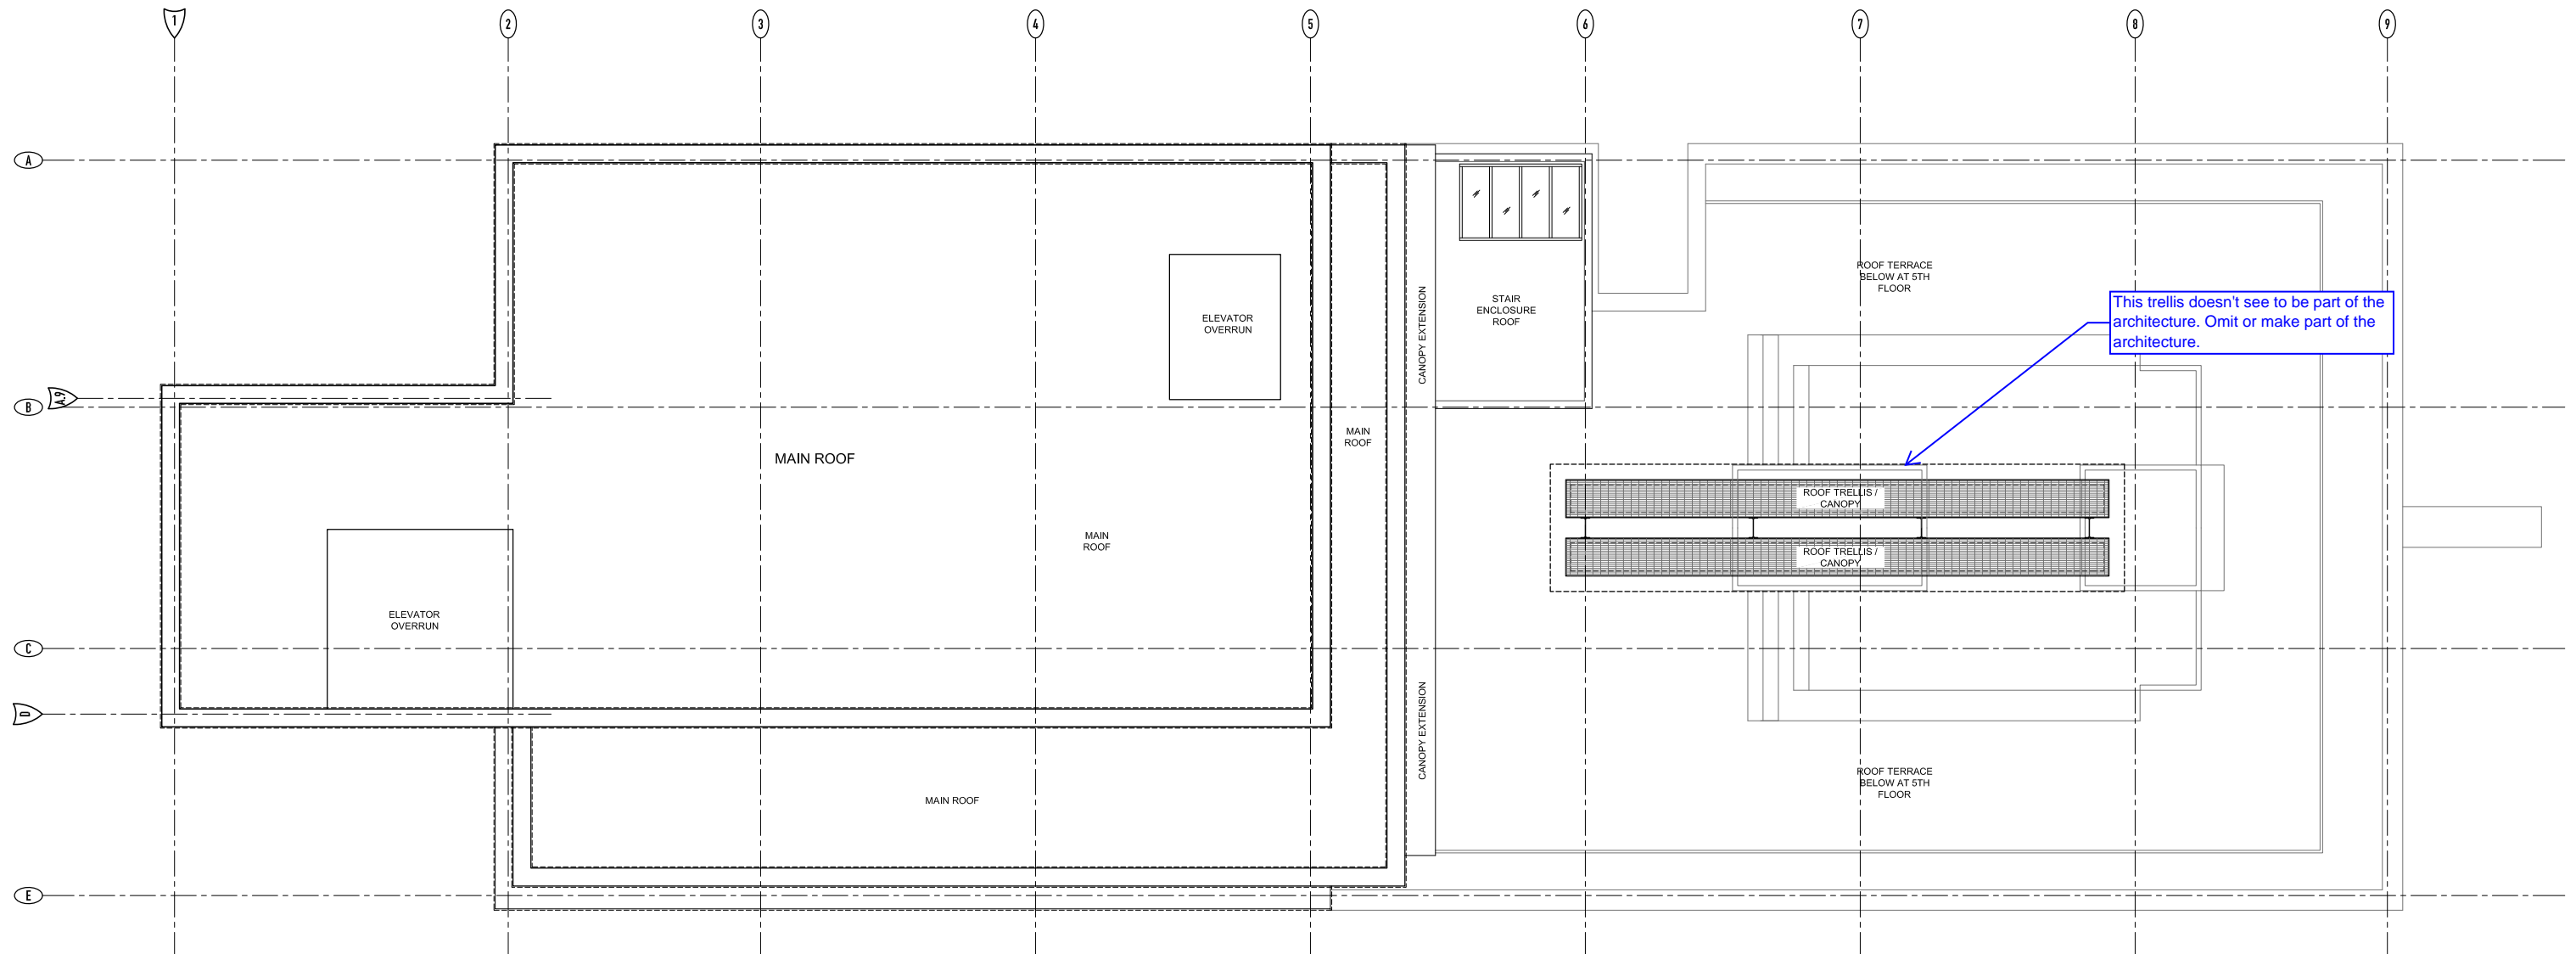 1
2
3
4
5
6
7
8
9
A
ROOF TERRACE
BELOW AT 5TH
FLOOR
This trellis doesn't see to be part of the
architecture. Omit or make part of the
architecture.
STAIR
ENCLOSURE
ROOF
ELEVATOR
OVERRUN
CANOPY EXTENSION
A.9
B
MAIN
ROOF
MAIN ROOF
ROOF TRELLIS /
CANOPY
MAIN
ROOF
ROOF TRELLIS /
CANOPY
ELEVATOR
OVERRUN
C
D
CANOPY EXTENSION
ROOF TERRACE
BELOW AT 5TH
FLOOR
MAIN ROOF
E